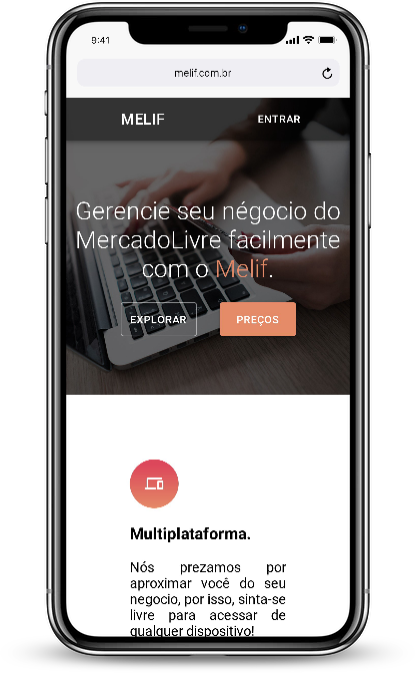 9:41
melif.com.br
MELIF ENTRAR
Gerencie seu négocio do
MercadoLivre facilmente
com o Melif.
EXPLORAR PREÇOS
Multiplataforma.
Nós prezamos por
aproximar você do seu
negocio, por isso, sinta-se
livre para acessar de
qualquer dispositivo!